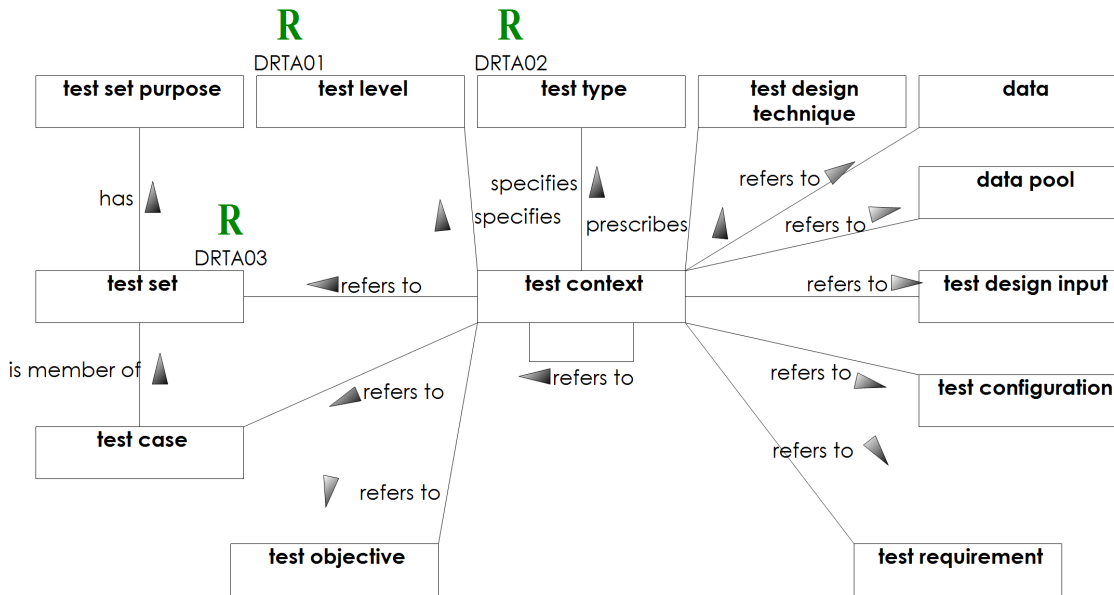 R
R
DRTA01
DRTA02
test set purpose
test level
test type
test design
technique
data
data pool
refers to
specifies
has
specifies
prescribes
refers to
R
DRTA03
test set
refers to
test context
refers to
test design input
is member of
refers to
refers to
test configuration
refers to
test case
refers to
refers to
test objective
test requirement